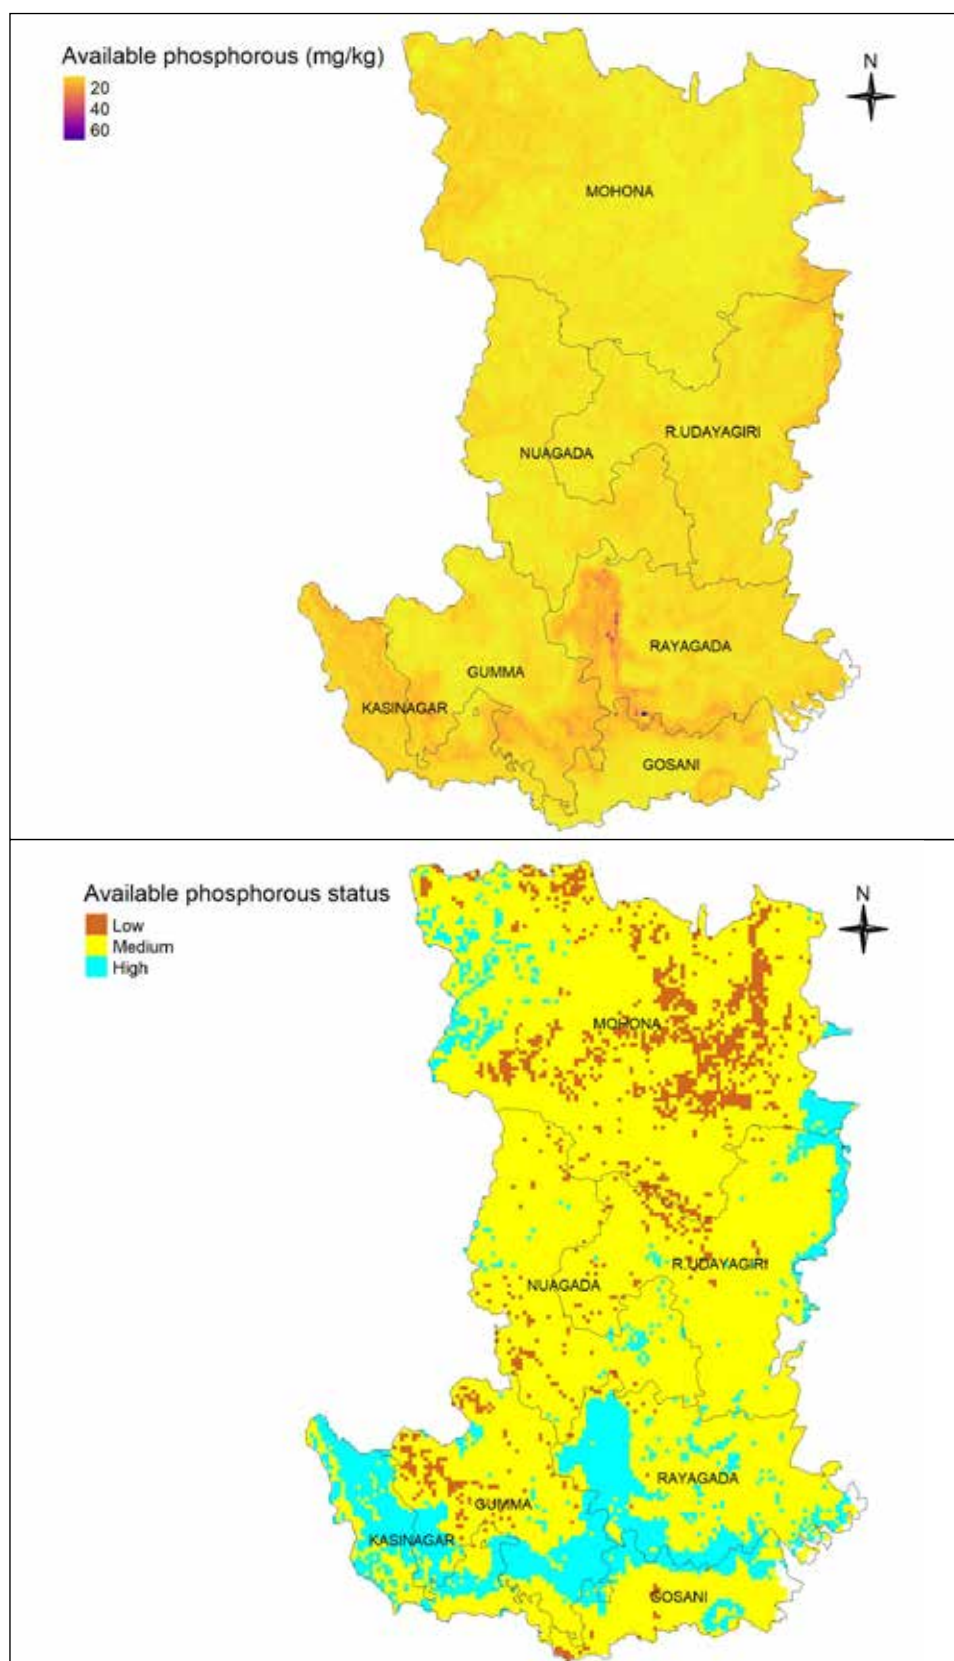 Available phosphorous (mg/kg)
20
40
60
N
MOHONA
R.UDAYAGIRI
NUAGADA
RAYAGADA
GUMMA
KASINAGAR
GOSANI
Available phosphorous status
Low
Medium
High
N
MOHONA
R.UDAYAGIRI
NUAGADA
RAYAGADA
GUMMA
KASINAGAR
GOSANI